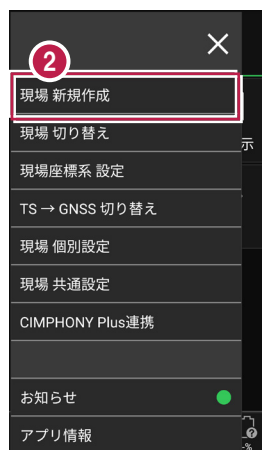 2
現場 新規作成
現場 切り替え
示
現場座標系 設定
TS → GNSS 切り替え
現場 個別設定
現場 共通設定
CIMPHONY Plus連携
お知らせ
アプリ情報
-%